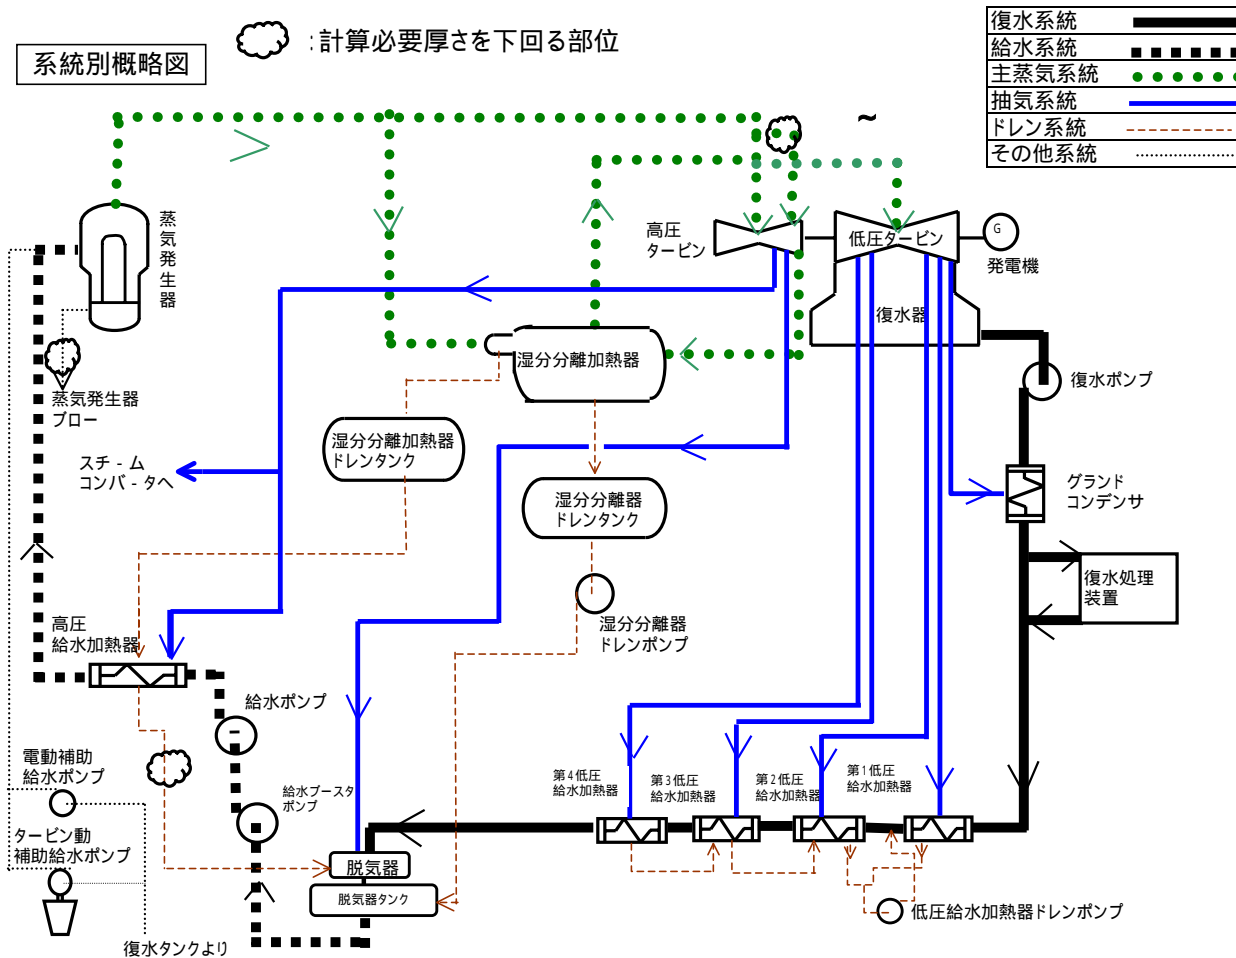 系統別概略図
:計算必要厚さを下回る部位
復水系統
給水系統
主蒸気系統
抽気系統
ドレン系統
その他系統
~
蒸気発生器
高圧
タービン
低圧タービン
G
発電機
復水器
湿分分離加熱器
復水ポンプ
蒸気発生器
ブロー
湿分分離加熱器
ドレンタンク
スチ-ム
コンバ-タへ
湿分分離器
ドレンタンク
グランド
コンデンサ
復水処理
装置
高圧
給水加熱器
湿分分離器
ドレンポンプ
給水ポンプ
電動補助
給水ポンプ
給水ブースタ
ポンプ
第4低圧
給水加熱器
第3低圧
給水加熱器
第2低圧
給水加熱器
第1低圧
給水加熱器
タービン動
補助給水ポンプ
脱気器
脱気器タンク
低圧給水加熱器ドレンポンプ
復水タンクより